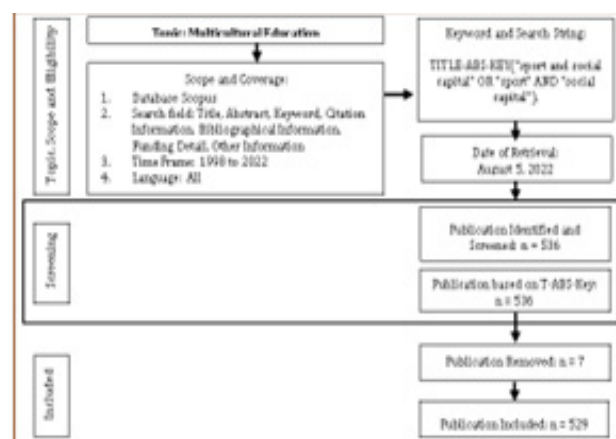 Topic: Multicultural Education
Keyword and Search String:
TITLE-ABS-KEY("sport and social
capital" OR "sport" AND "social
capital").
Topic, Scope and Eligibility
Scope and Coverage:
1. Database Scopus
2. Search field: Title, Abstract, Keyword, Citation
Information, Bibliographical Information,
Funding Detail, Other Information
3. Time Frame: 1998 to 2022
4. Language: All
Date of Retrieval:
August 5, 2022
Screening
Publication Identified and
Screened: n = 536
Publication based on T-ABS-Key:
n = 536
Included
Publication Removed: n = 7
Publication Included: n = 529